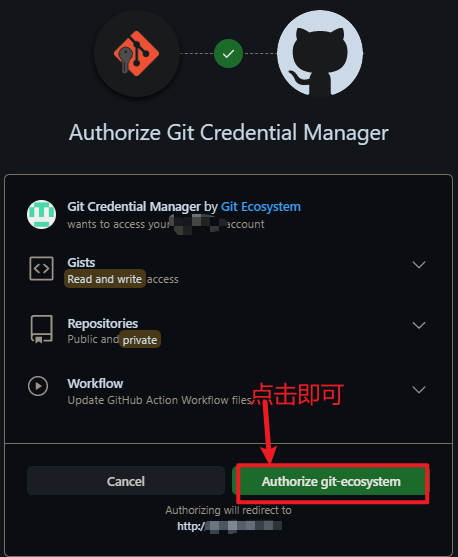 Authorize Git Credential Manager
Git Credential Manager by Git Ecosystem
wants to access your account
Gists
Read and write access
Repositories
Public and private
Workflow
Update GitHub Action Workflow files
点击即可
Cancel
Authorize git-ecosystem
Authorizing will redirect to
http:/